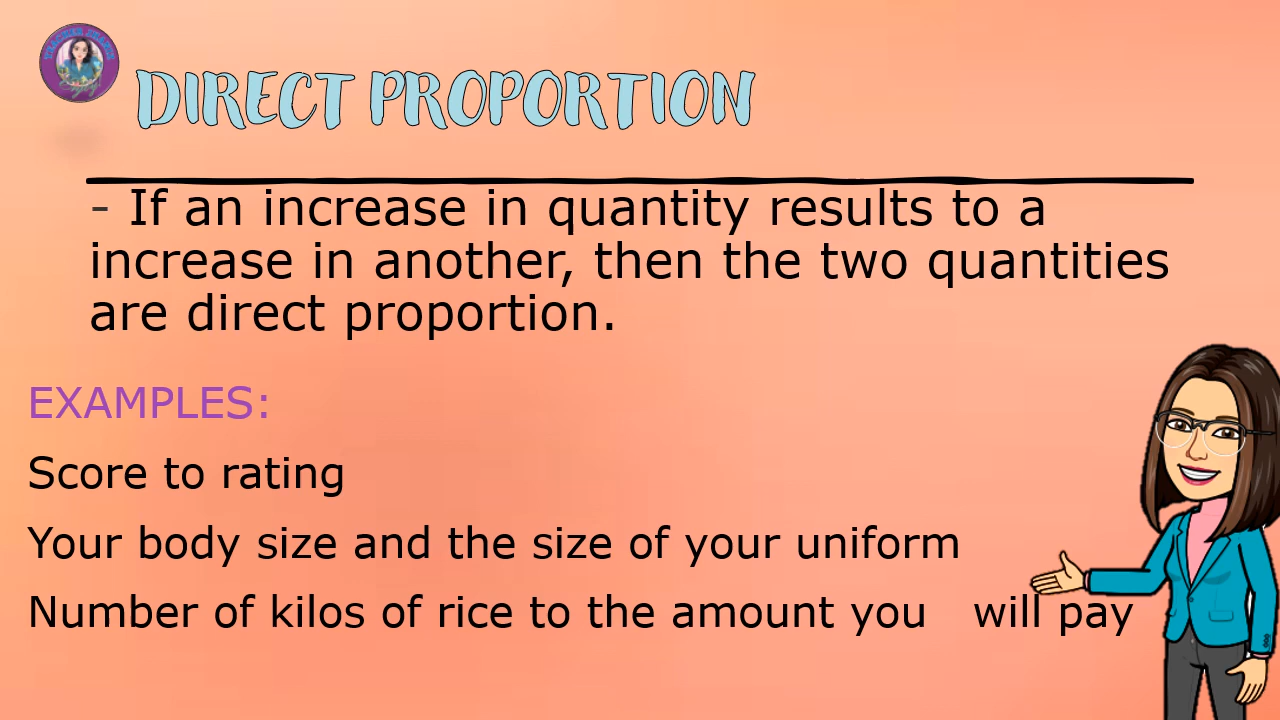 DIRECT PROPORTION
- If an increase in quantity results to a
increase in another, then the two quantities
are direct proportion.
EXAMPLES:
Score to rating
Your body size and the size of your uniform
Number of kilos of rice to the amount you will pay